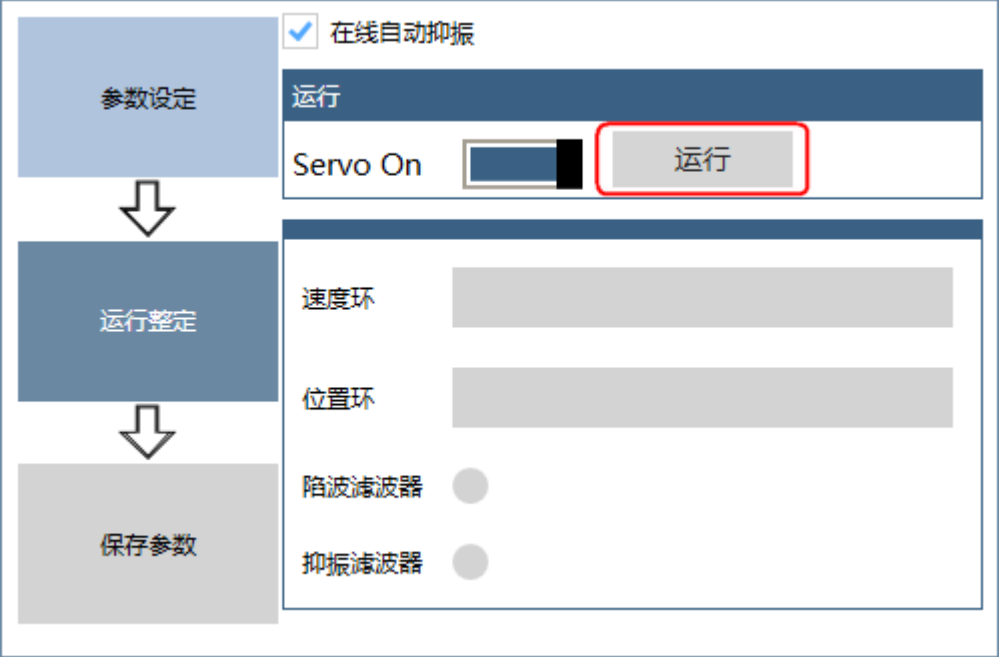 在线自动抑振
参数设定
运行
Servo On
运行
运行整定
速度环
位置环
陷波滤波器
保存参数
抑振滤波器